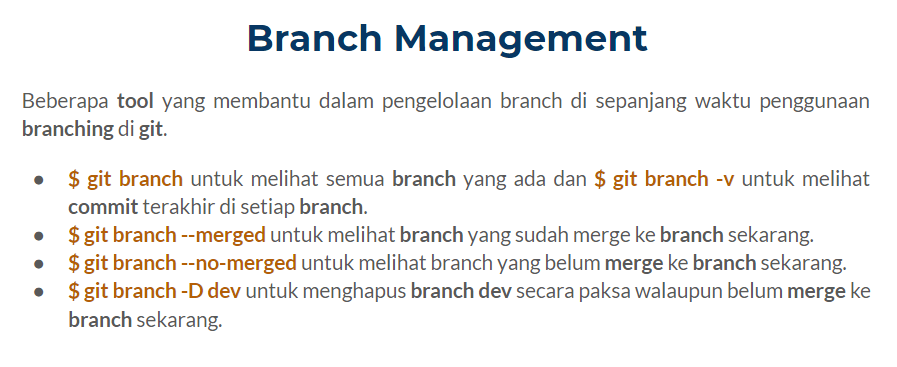 Branch Management
Beberapa tool yang membantu dalam pengelolaan branch di sepanjang waktu penggunaan
branching di git.
● $ git branch untuk melihat semua branch yang ada dan $ git branch -v untuk melihat
commit terakhir di setiap branch.
● $ git branch --merged untuk melihat branch yang sudah merge ke branch sekarang.
● $ git branch --no-merged untuk melihat branch yang belum merge ke branch sekarang.
● $ git branch -D dev untuk menghapus branch dev secara paksa walaupun belum merge ke
branch sekarang.